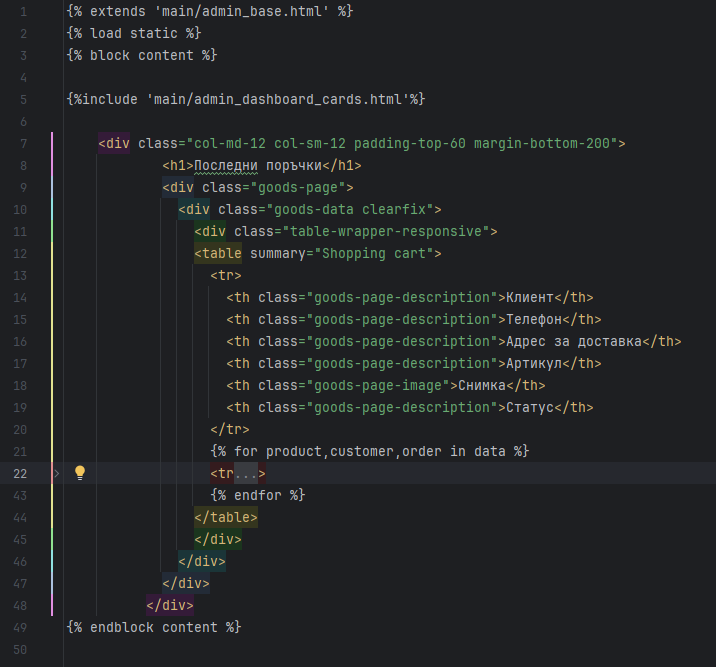 1 {% extends 'main/admin_base.html' %}
2 {% load static %}
3 {% block content %}
4
5 {%include 'main/admin_dashboard_cards.html'%}
6
7 <div class="col-md-12 col-sm-12 padding-top-60 margin-bottom-200">
8 <h1>Последни поръчки</h1>
9 <div class="goods-page">
10 <div class="goods-data clearfix">
11 <div class="table-wrapper-responsive">
12 <table summary="Shopping cart">
13 <tr>
14 <th class="goods-page-description">Клиент</th>
15 <th class="goods-page-description">Телефон</th>
16 <th class="goods-page-description">Адрес за доставка</th>
17 <th class="goods-page-description">Артикул</th>
18 <th class="goods-page-image">Снимка</th>
19 <th class="goods-page-description">Статус</th>
20 </tr>
21 {% for product,customer,order in data %}
22 <tr...>
43 {% endfor %}
44 </table>
45 </div>
46 </div>
47 </div>
48 </div>
49 {% endblock content %}
50